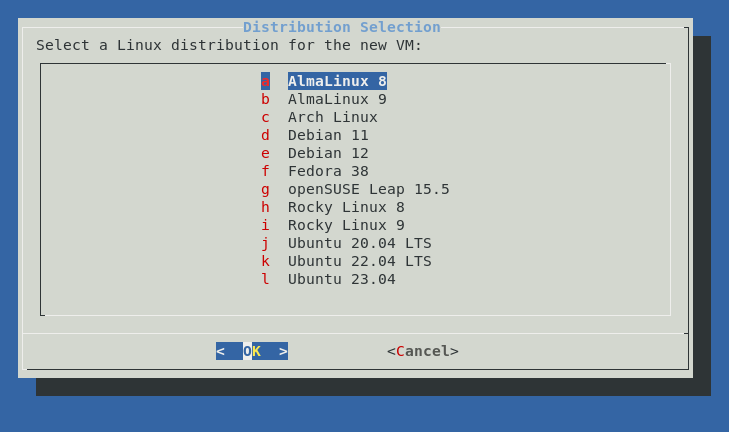 Distribution Selection
Select a Linux distribution for the new VM:
a  AlmaLinux 8
b  AlmaLinux 9
c  Arch Linux
d  Debian 11
e  Debian 12
f  Fedora 38
g  openSUSE Leap 15.5
h  Rocky Linux 8
i  Rocky Linux 9
j  Ubuntu 20.04 LTS
k  Ubuntu 22.04 LTS
l  Ubuntu 23.04
<  OK  >  <Cancel>